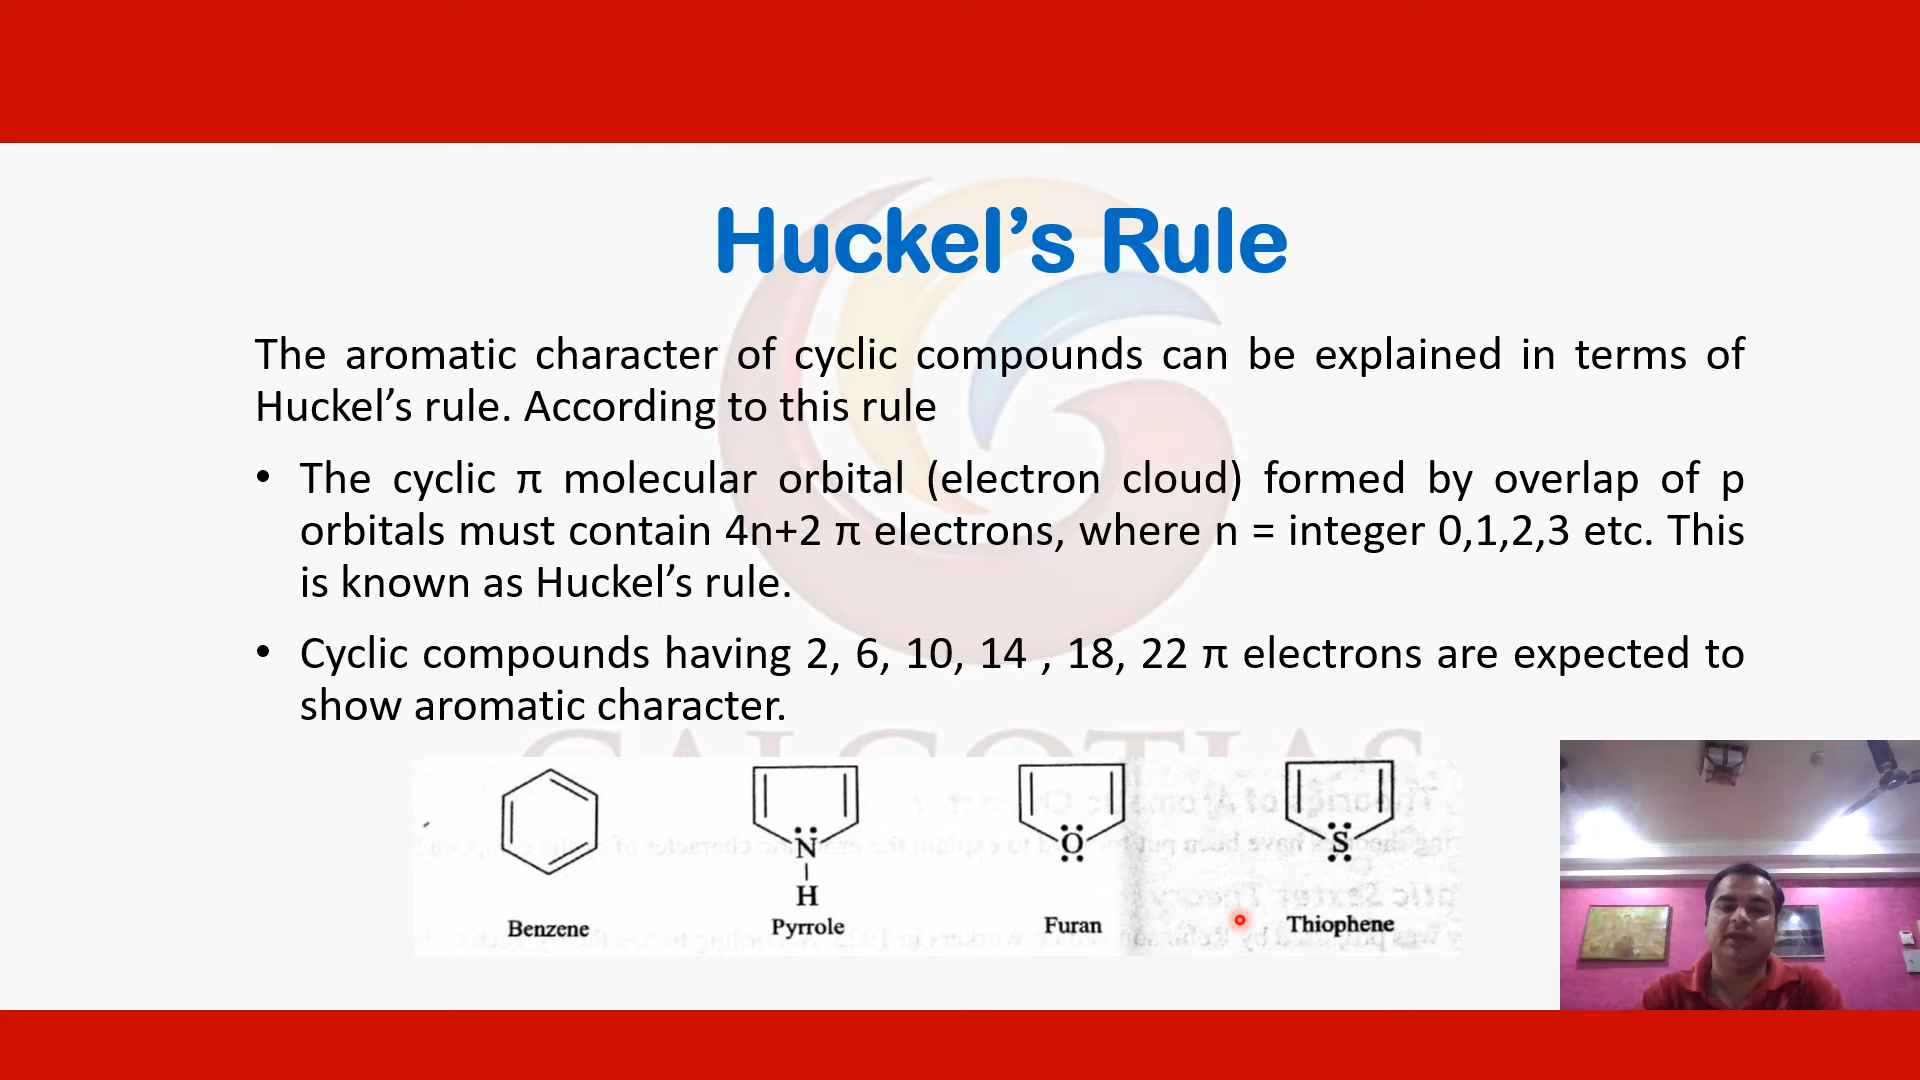 Huckel’s Rule
The aromatic character of cyclic compounds can be explained in terms of
Huckel’s rule. According to this rule
• The cyclic π molecular orbital (electron cloud) formed by overlap of p
orbitals must contain 4n+2 π electrons, where n = integer 0,1,2,3 etc. This
is known as Huckel’s rule.
• Cyclic compounds having 2, 6, 10, 14 , 18, 22 π electrons are expected to
show aromatic character.
GALGOTIAS
N
H
O
S
Benzene
Pyrrole
Furan
Thiophene